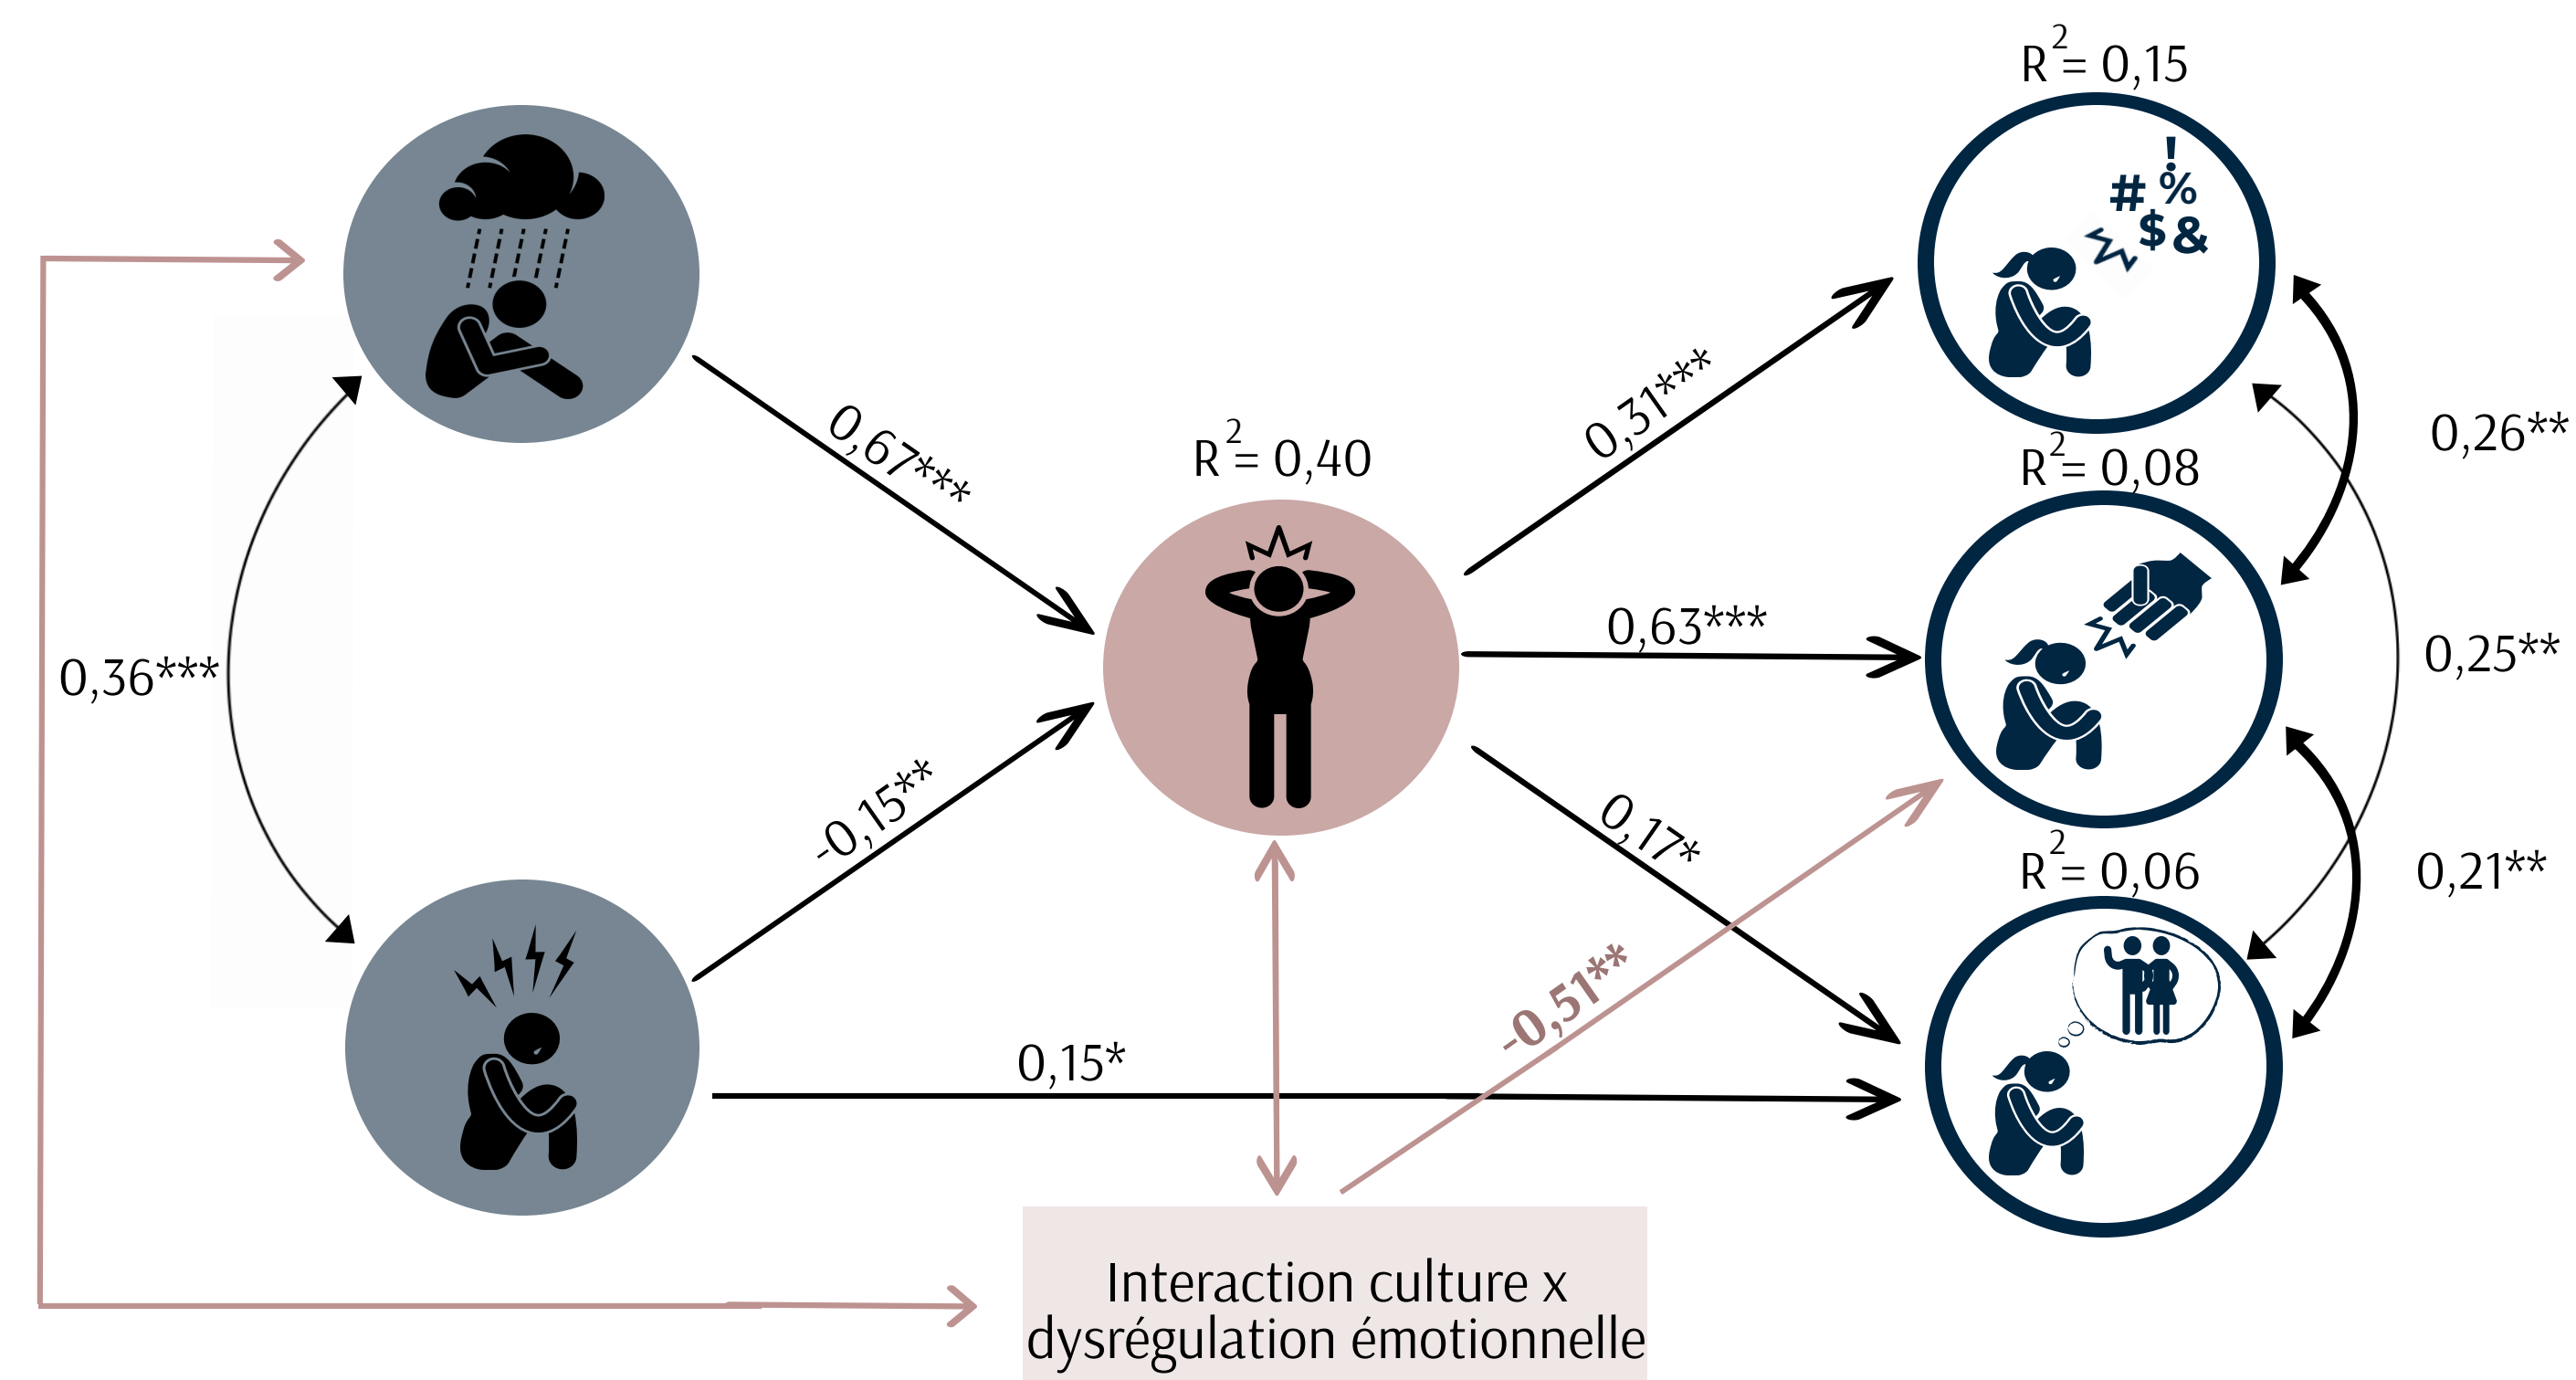 R²= 0,15
! 
# %
$ &
0,67***
0,31***
0,26**
R²= 0,40
R²= 0,08
0,36***
0,63***
0,25**
-0,15**
0,17*
R²= 0,06
0,21**
-0,51**
0,15*
Interaction culture x
dysrégulation émotionnelle